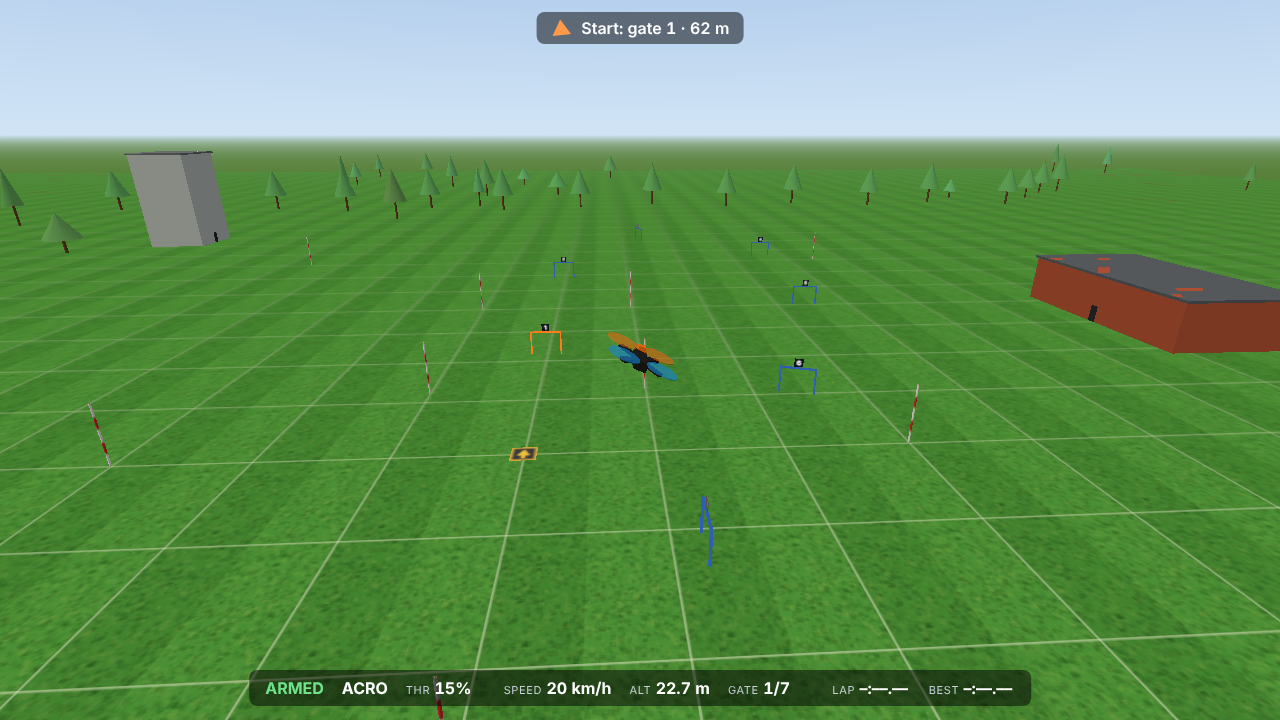 Start: gate 1 · 62 m
ARMED ACRO THR 15% SPEED 20 km/h ALT 22.7 m GATE 1/7 LAP –:––.–– BEST –:––.––